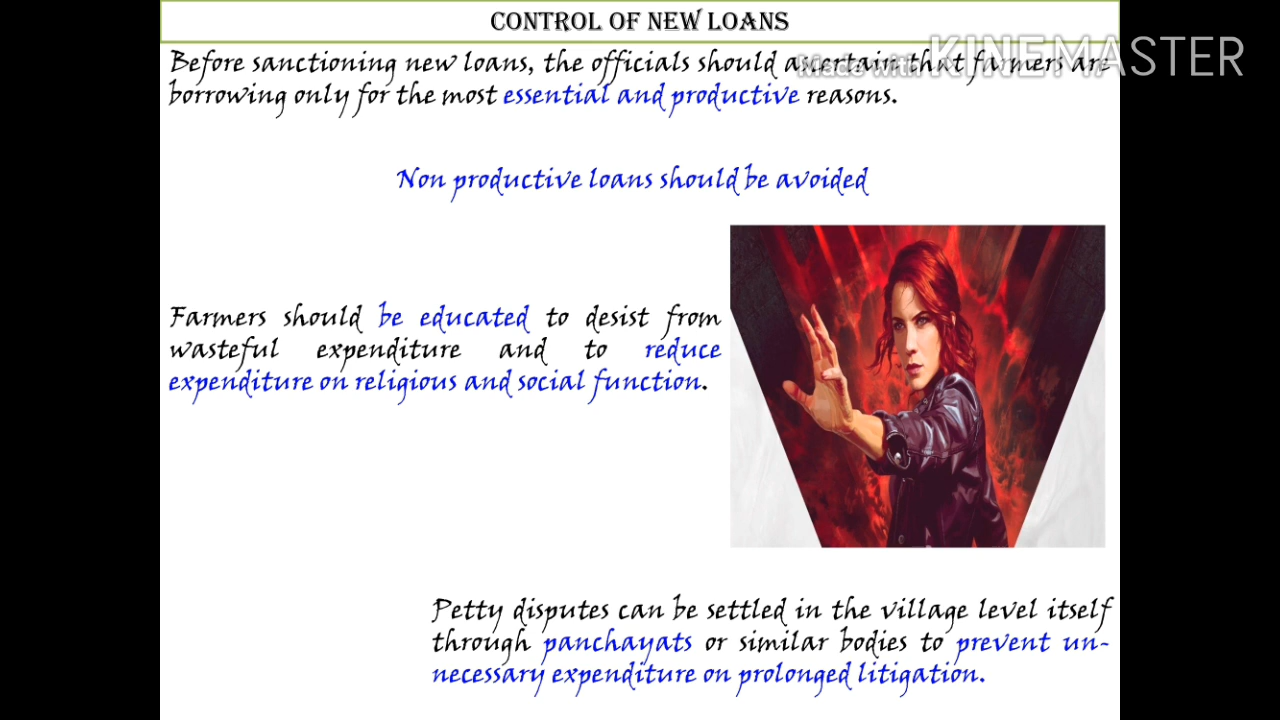 CONTROL OF NEW LOANS
Made with KINEMASTER
Before sanctioning new loans, the officials should ascertain that farmers are
borrowing only for the most essential and productive reasons.
Non productive loans should be avoided
Farmers should be educated to desist from
wasteful expenditure and to reduce
expenditure on religious and social function.
Petty disputes can be settled in the village level itself
through panchayats or similar bodies to prevent un-
necessary expenditure on prolonged litigation.